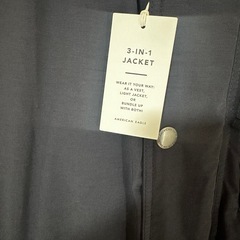 3-IN-1
JACKET
WEAR IT YOUR WAY:
AS A VEST,
LIGHT JACKET,
OR
BUNDLE UP
WITH BOTH!
AMERICAN EAGLE